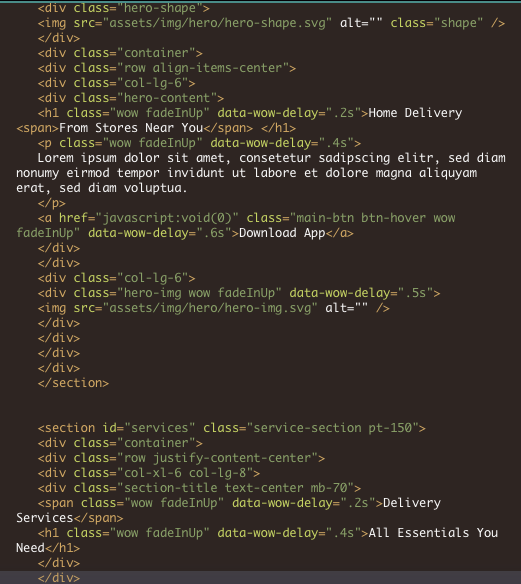 <div class="hero-shape">
<img src="assets/img/hero/hero-shape.svg" alt="" class="shape" />
</div>
<div class="container">
<div class="row align-items-center">
<div class="col-lg-6">
<div class="hero-content">
<h1 class="wow fadeInUp" data-wow-delay=".2s">Home Delivery
<span>From Stores Near You</span> </h1>
<p class="wow fadeInUp" data-wow-delay=".4s">
Lorem ipsum dolor sit amet, consetetur sadipscing elitr, sed diam
nonumy eirmod tempor invidunt ut labore et dolore magna aliquyam
erat, sed diam voluptua.
</p>
<a href="javascript:void(0)" class="main-btn btn-hover wow
fadeInUp" data-wow-delay=".6s">Download App</a>
</div>
</div>
<div class="col-lg-6">
<div class="hero-img wow fadeInUp" data-wow-delay=".5s">
<img src="assets/img/hero/hero-img.svg" alt="" />
</div>
</div>
</div>
</div>
</section>
<section id="services" class="service-section pt-150">
<div class="container">
<div class="row justify-content-center">
<div class="col-xl-6 col-lg-8">
<div class="section-title text-center mb-70">
<span class="wow fadeInUp" data-wow-delay=".2s">Delivery
Services</span>
<h1 class="wow fadeInUp" data-wow-delay=".4s">All Essentials You
Need</h1>
</div>
</div>